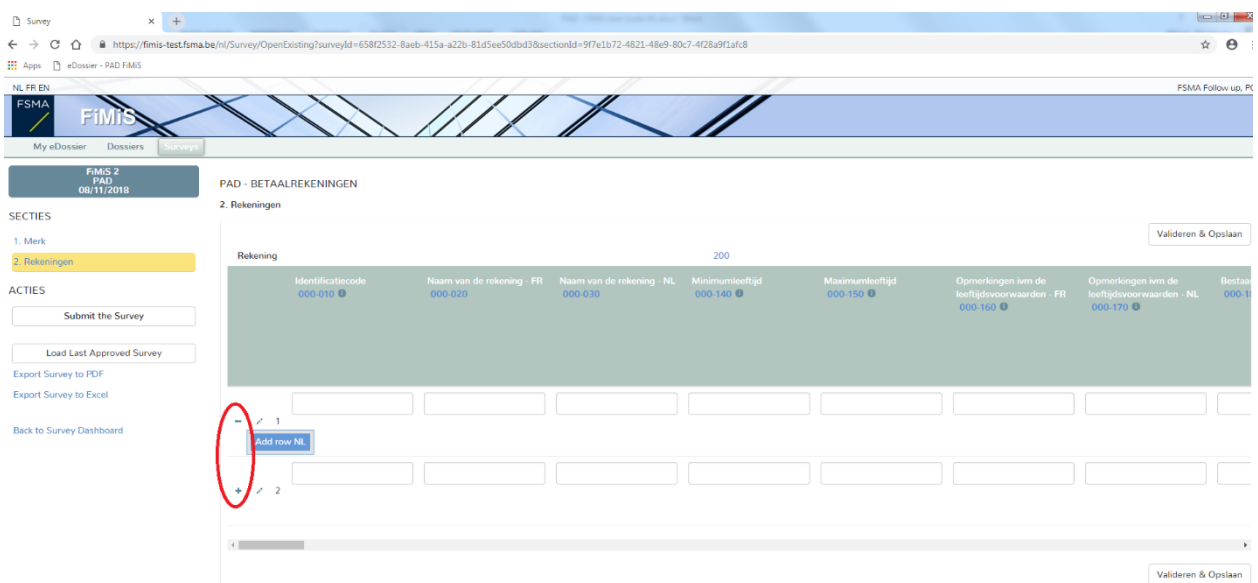 Survey
https://fimis-test.fsma.be/nl/Survey/OpenExisting?surveyId=658f2532-8aeb-415a-a22b-81d5ee50dbd3&sectionId=9f7e1b72-4821-48e9-80c7-4f28a9f1afc8
Apps eDossier - PAD FiMiS
NL FR EN
FSMA Follow up, PO
FSMA
FiMiS
My eDossier Dossiers Surveys
FiMiS 2
PAD
08/11/2018
PAD - BETAALREKENINGEN
2. Rekeningen
SECTIES
1. Merk
2. Rekeningen
ACTIES
Submit the Survey
Load Last Approved Survey
Export Survey to PDF
Export Survey to Excel
Back to Survey Dashboard
Valideren & Opslaan
Rekening 200
Identificatiecode Naam van de rekening - FR Naam van de rekening - NL Minimumleeftijd Maximumleeftijd Opmerkingen ivm de Opmerkingen ivm de Bestaa
000-010 000-020 000-030 000-140 000-150 leeftijdsvoorwaarden - FR leeftijdsvoorwaarden - NL 000-18
000-160 000-170
1
Add row NL
2
Valideren & Opslaan